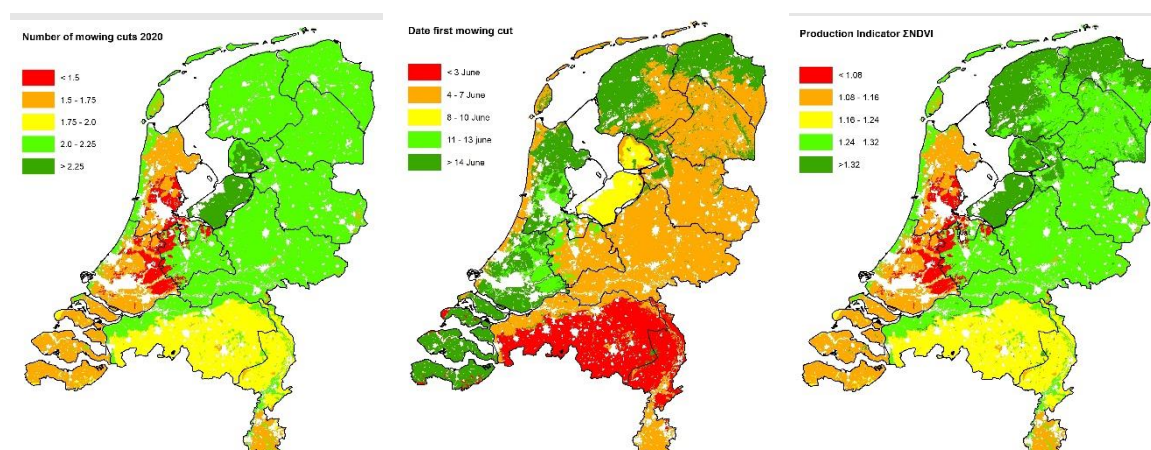 Number of mowing cuts 2020
< 1.5
1.5 - 1.75
1.75 - 2.0
2.0 - 2.25
> 2.25
Date first mowing cut
< 3 June
4 - 7 June
8 - 10 June
11 - 13 june
> 14 June
Production Indicator ΣNDVI
< 1.08
1.08 - 1.16
1.16 - 1.24
1.24 - 1.32
>1.32